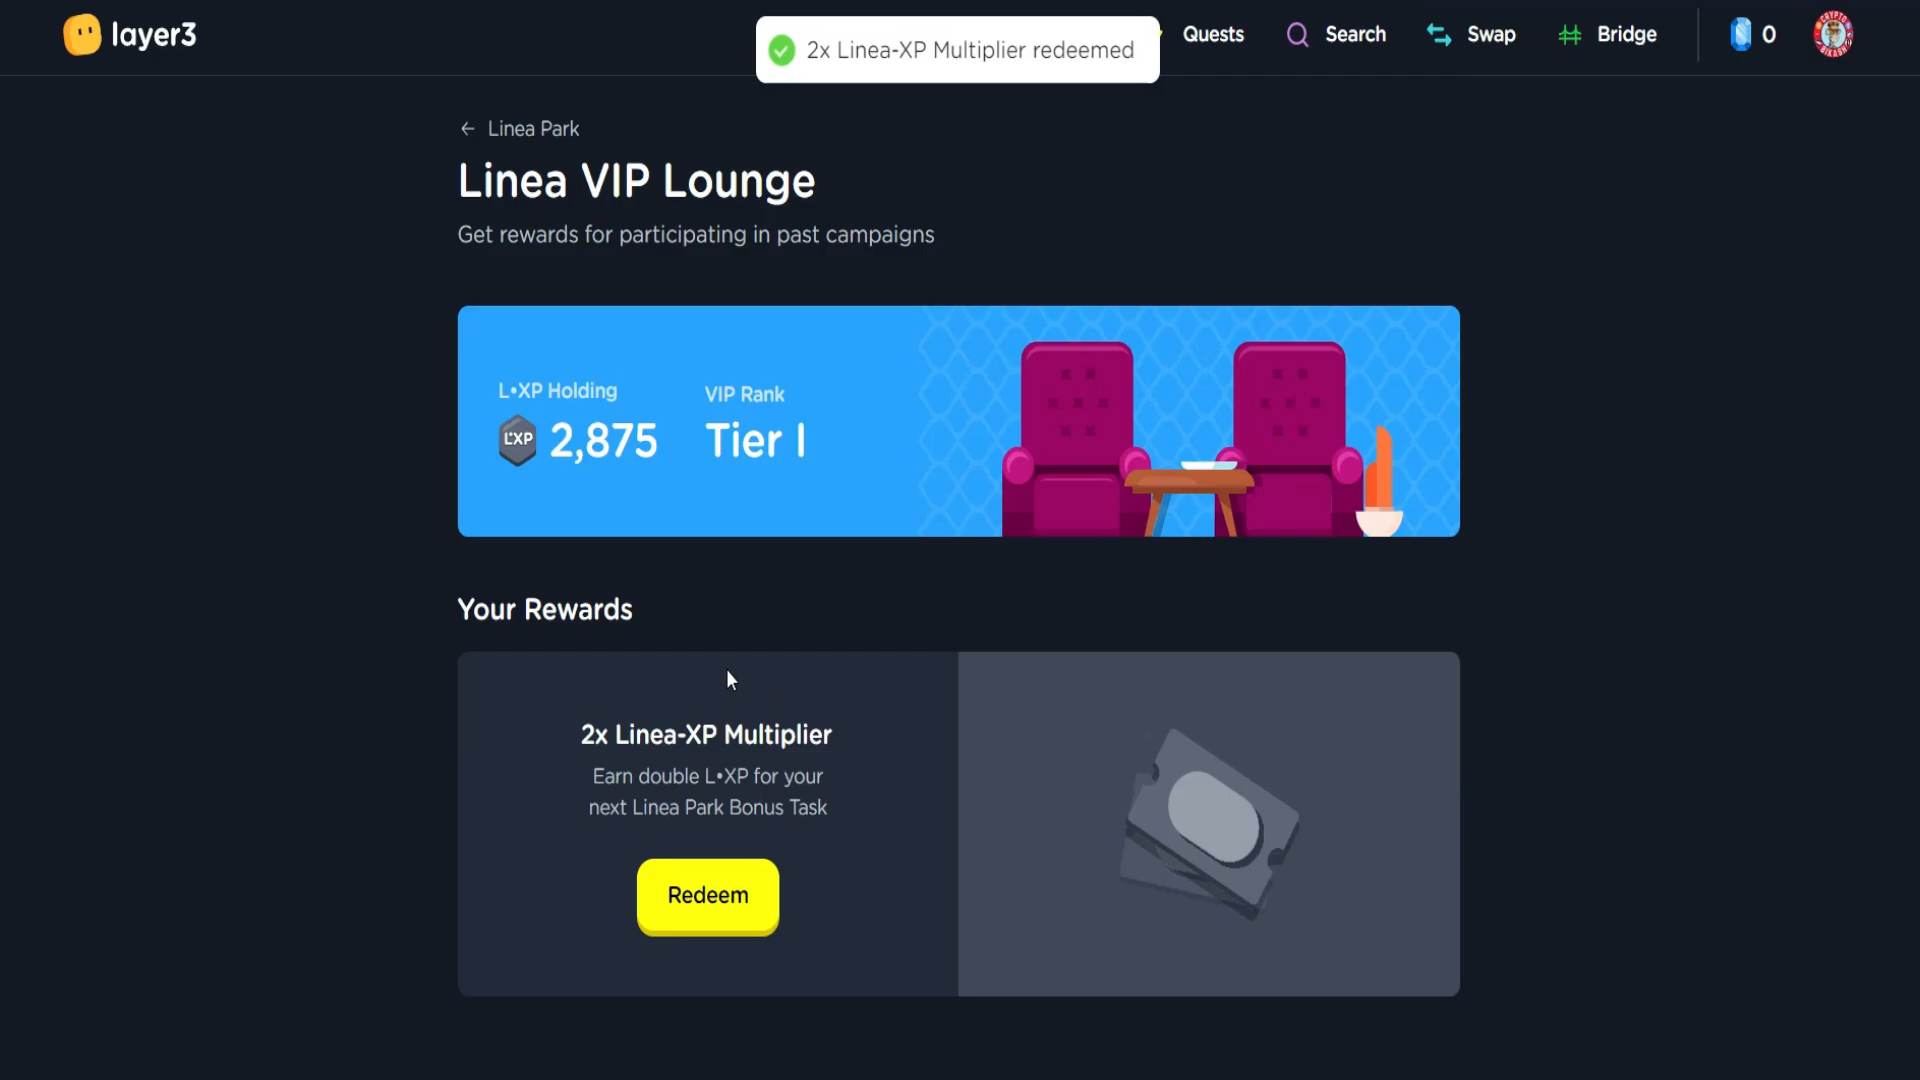 layer3
2x Linea-XP Multiplier redeemed
Quests
Search
Swap
Bridge
0
← Linea Park
Linea VIP Lounge
Get rewards for participating in past campaigns
L•XP Holding
VIP Rank
L•XP
2,875
Tier I
Your Rewards
2x Linea-XP Multiplier
Earn double L•XP for your
next Linea Park Bonus Task
Redeem